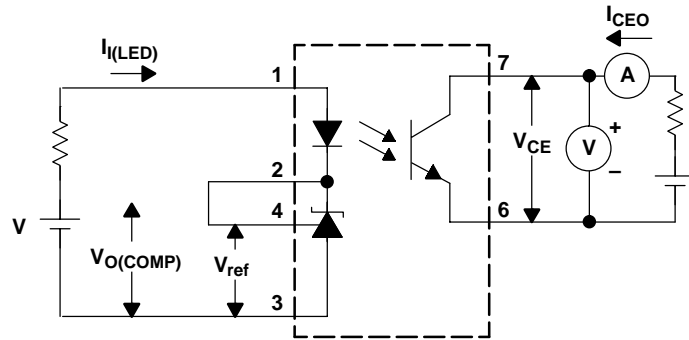 I_I(LED)
I_CEO
1
7
A
V_CE
+
V
–
2
4
V
V_O(COMP)
V_ref
6
3